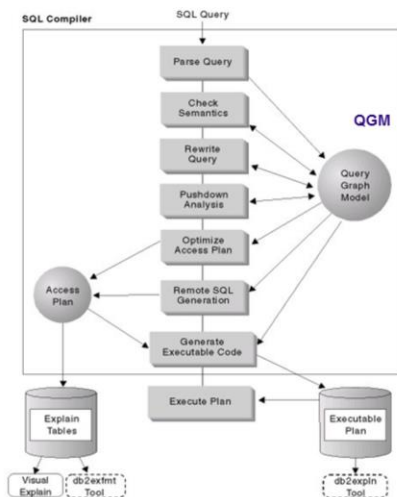 SQL Query
SQL Compiler
Parse Query
Check
Semantics
QGM
Rewrite
Query
Query
Graph
Model
Pushdown
Analysis
Optimize
Access Plan
Access
Plan
Remote SQL
Generation
Generate
Executable Code
Explain
Tables
Execute Plan
Executable
Plan
Visual
Explain
db2exfmt
Tool
db2expln
Tool